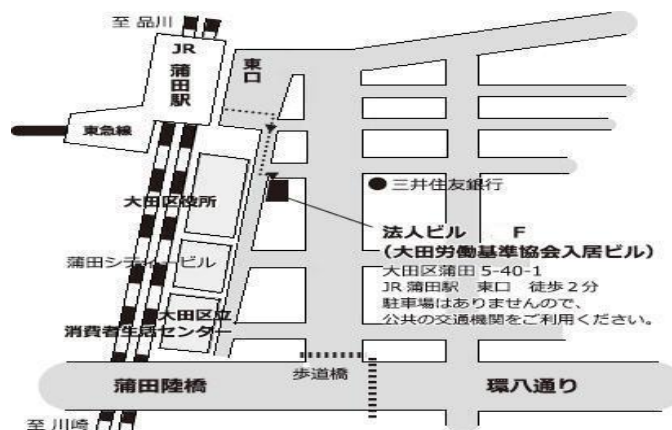 至 品川
JR
蒲田駅
東口
東急線
三井住友銀行
大田区役所
法人ビル F
(大田労働基準協会入居ビル)
大田区蒲田 5-40-1
JR 蒲田駅 東口 徒歩２分
駐車場はありませんので、
公共の交通機関をご利用ください。
蒲田シティービル
大田区立
消費者生活センター
歩道橋
蒲田陸橋
環八通り
至 川崎